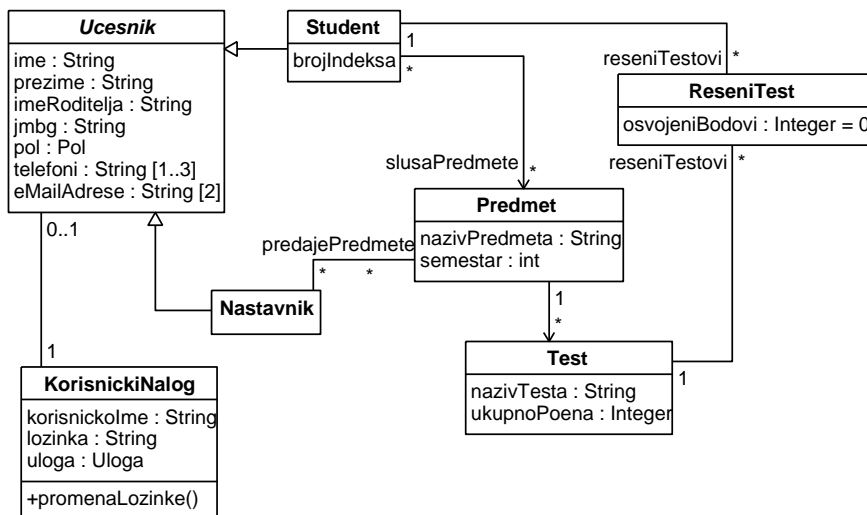 Ucesnik
ime : String
prezime : String
imeRoditelja : String
jmbg : String
pol : Pol
telefoni : String [1..3]
eMailAdrese : String [2]
Student
brojIndeksa
1
*
reseniTestovi
*
ReseniTest
osvojeniBodovi : Integer = 0
reseniTestovi
*
slusaPredmete
*
Predmet
nazivPredmeta : String
semestar : int
predajePredmete
*
*
0..1
Nastavnik
1
*
1
KorisnickiNalog
korisnickoIme : String
lozinka : String
uloga : Uloga
+promenaLozinke()
Test
nazivTesta : String
ukupnoPoena : Integer
1